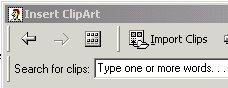 Insert ClipArt
Import Clips
Search for clips: Type one or more words. . .